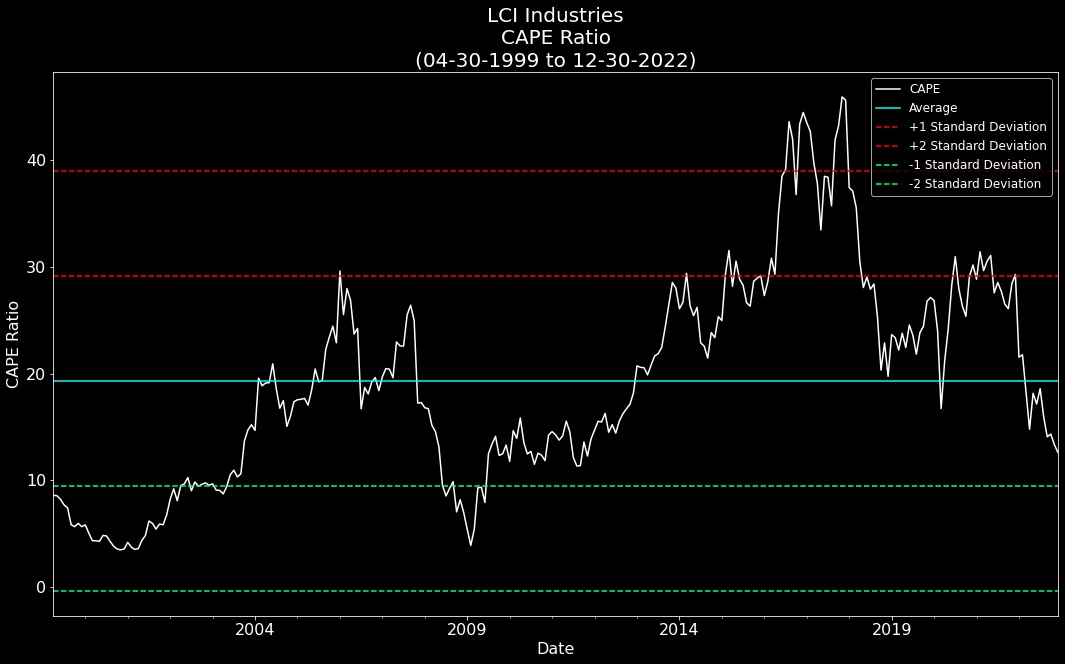 LCI Industries
CAPE Ratio
(04-30-1999 to 12-30-2022)
CAPE
Average
+1 Standard Deviation
+2 Standard Deviation
-1 Standard Deviation
-2 Standard Deviation
CAPE Ratio
40
30
20
10
0
2004
2009
2014
2019
Date